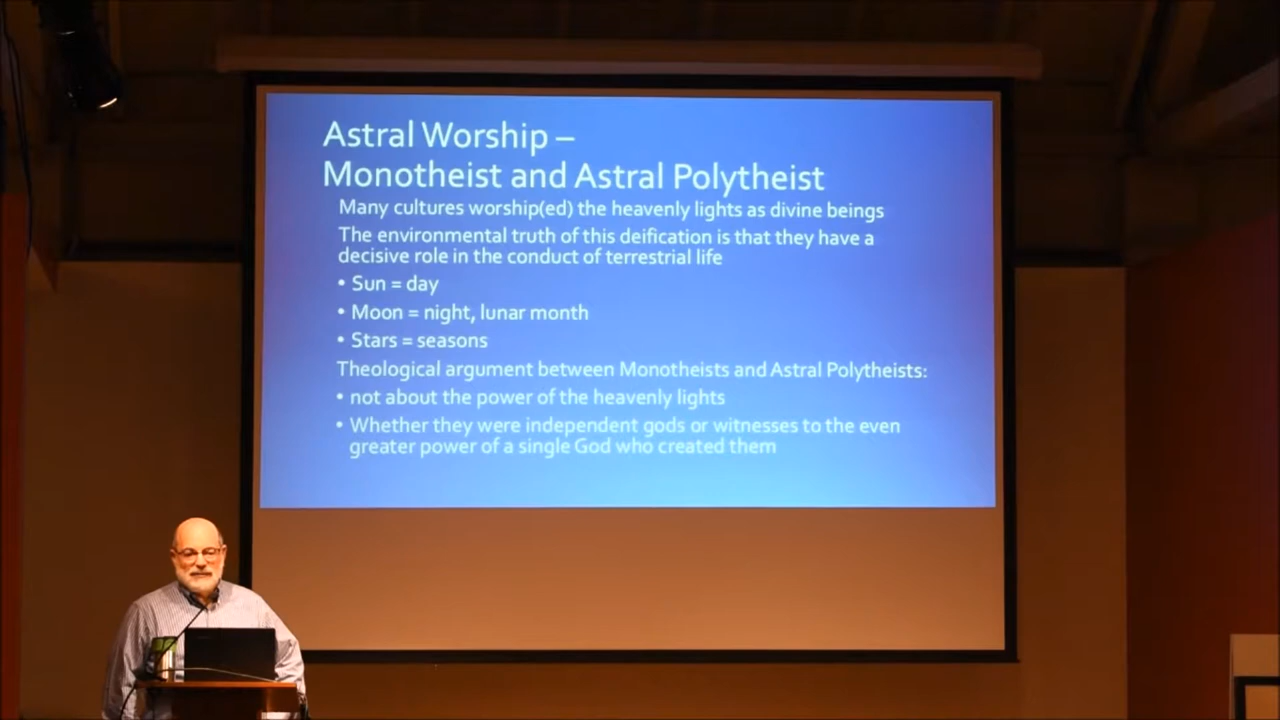 Astral Worship –
Monotheist and Astral Polytheist
Many cultures worship(ed) the heavenly lights as divine beings
The environmental truth of this deification is that they have a
decisive role in the conduct of terrestrial life
• Sun = day
• Moon = night, lunar month
• Stars = seasons
Theological argument between Monotheists and Astral Polytheists:
• not about the power of the heavenly lights
• Whether they were independent gods or witnesses to the even
greater power of a single God who created them